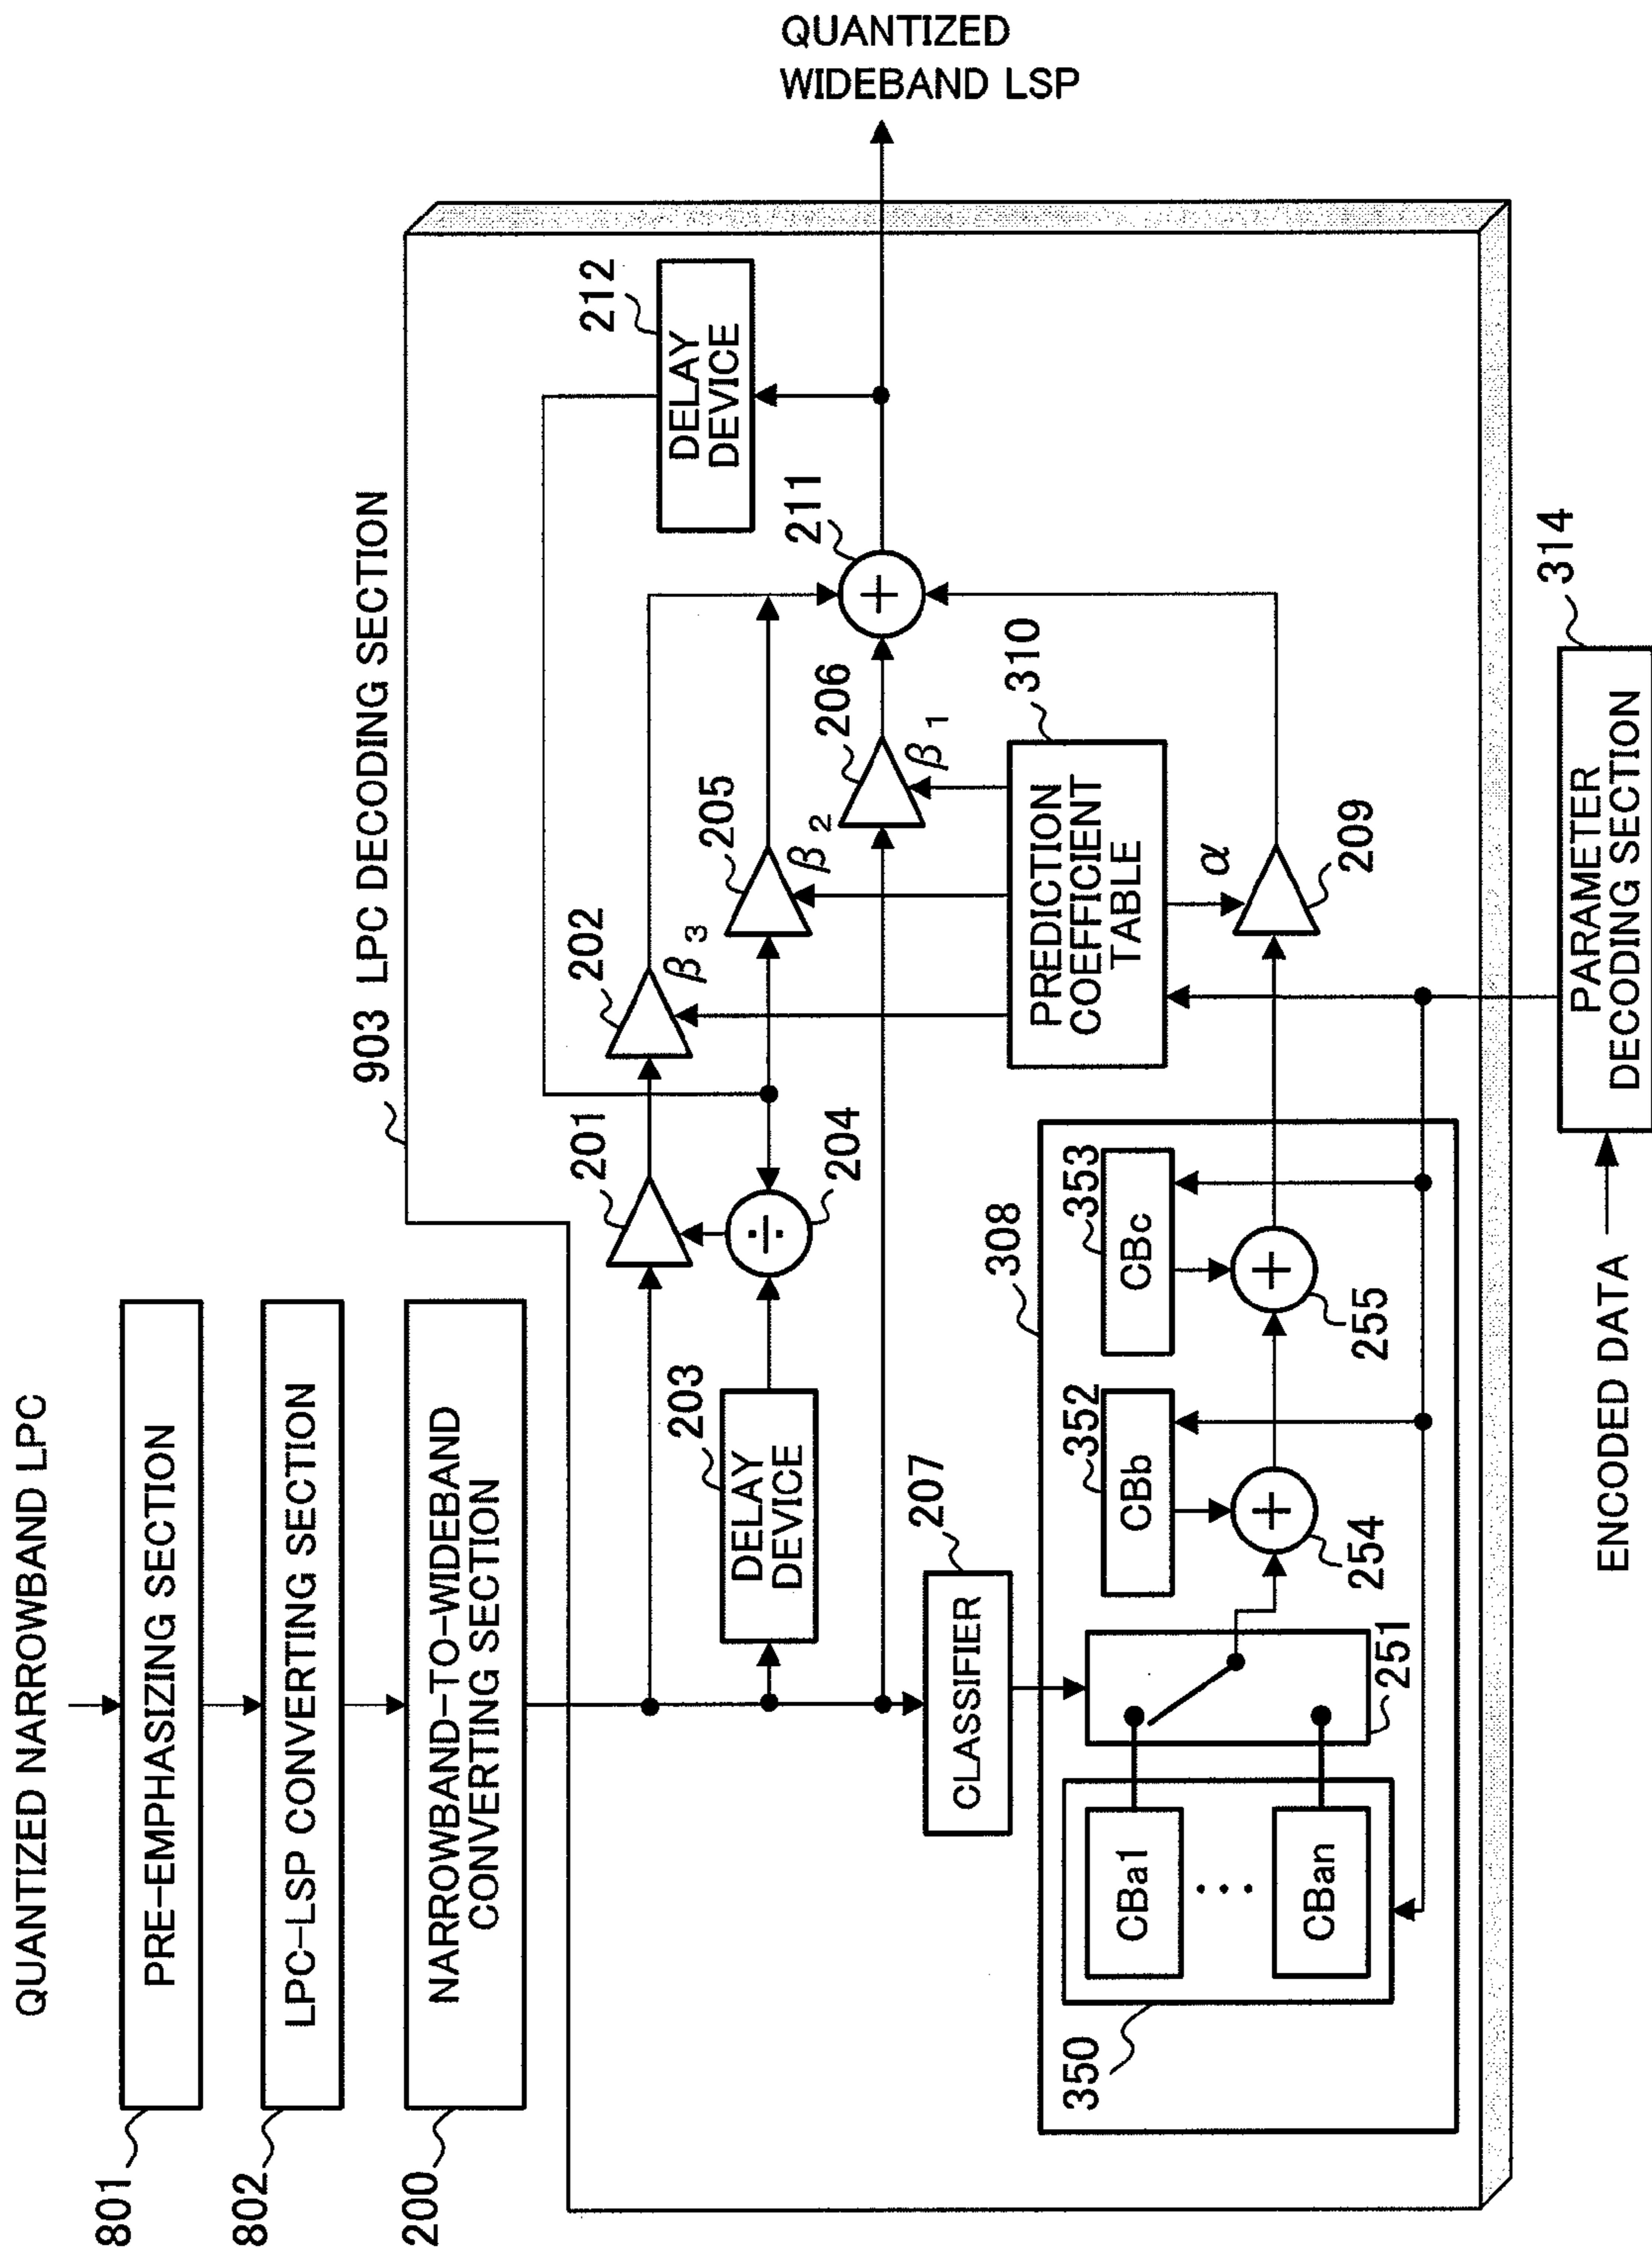 QUANTIZED NARROWBAND LPC
801
PRE-EMPHASIZING SECTION
802
LPC-LSP CONVERTING SECTION
200
NARROWBAND-TO-WIDEBAND
CONVERTING SECTION
903 LPC DECODING SECTION
201
202
β3
203
DELAY
DEVICE
204
205
β2
206
β1
211
212
DELAY
DEVICE
QUANTIZED
WIDEBAND LSP
207
CLASSIFIER
308
350
CBa1
...
CBan
251
352
CBb
254
353
CBc
255
310
PREDICTION
COEFFICIENT
TABLE
α
209
ENCODED DATA
314
PARAMETER
DECODING SECTION